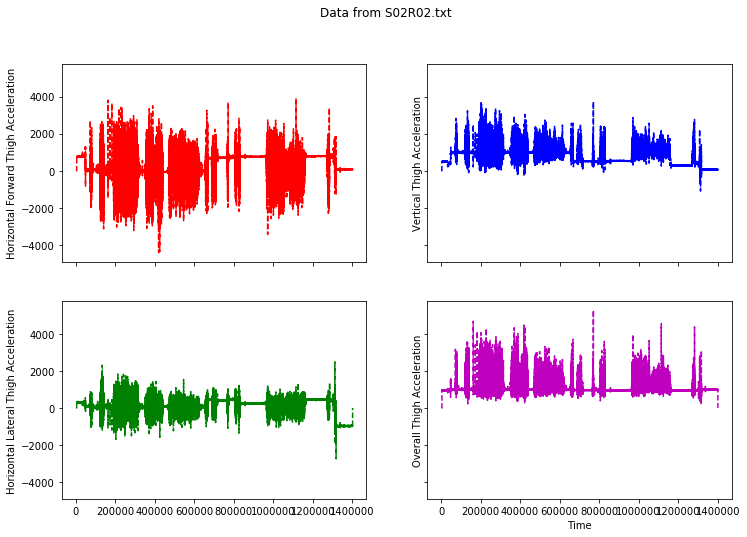 Data from S02R02.txt
Horizontal Forward Thigh Acceleration
4000
2000
0
−2000
−4000
Vertical Thigh Acceleration
Horizontal Lateral Thigh Acceleration
4000
2000
0
−2000
−4000
0 200000 400000 600000 800000 1000000 1200000 1400000
Overall Thigh Acceleration
0 200000 400000 600000 800000 1000000 1200000 1400000
Time